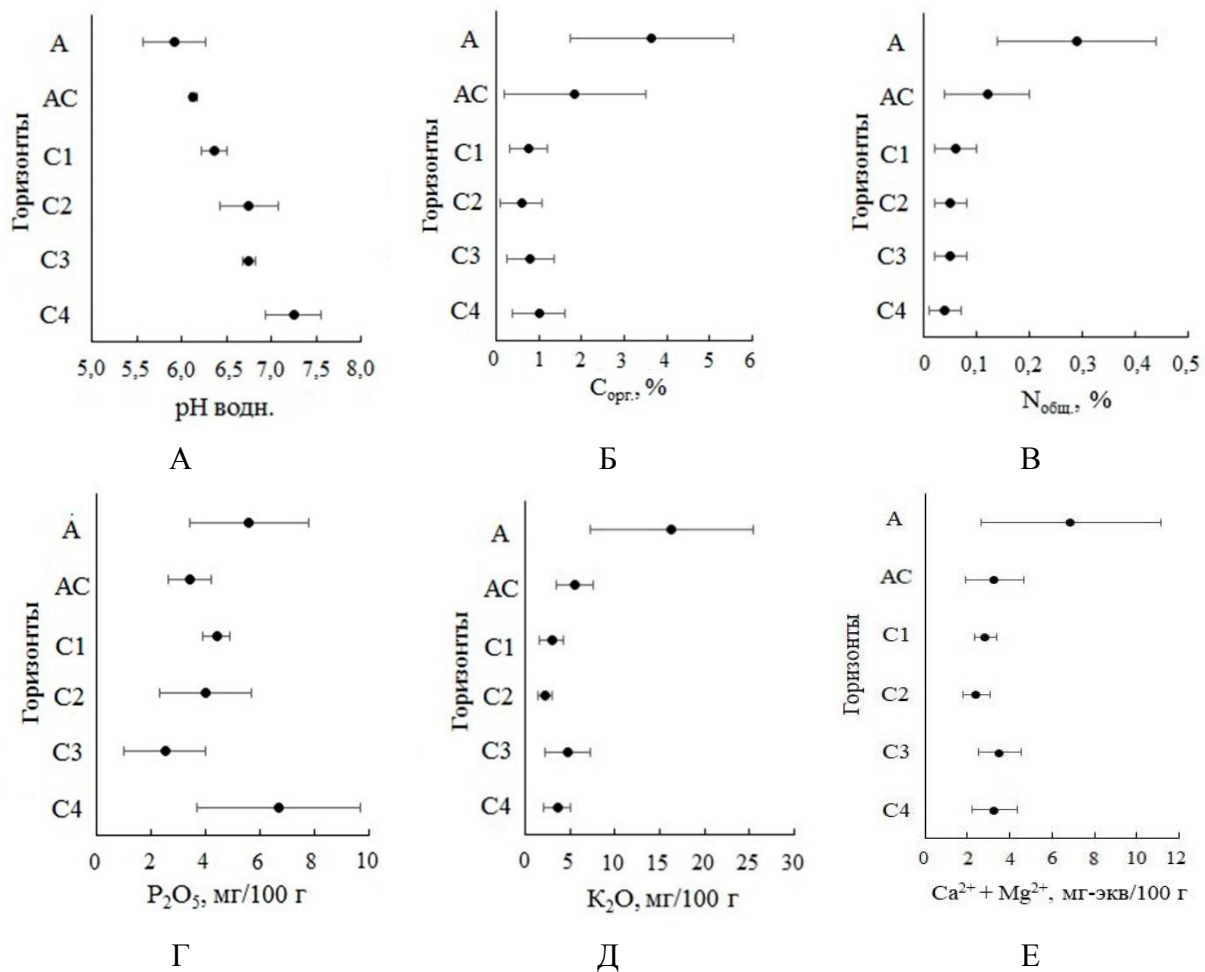 Горизонты
А
АС
С1
С2
С3
С4
5,0 5,5 6,0 6,5 7,0 7,5 8,0
pH водн.
А
Горизонты
А
АС
С1
С2
С3
С4
0 1 2 3 4 5 6
Cорг., %
Б
Горизонты
А
АС
С1
С2
С3
С4
0 0,1 0,2 0,3 0,4 0,5
Nобщ., %
В
Горизонты
А
АС
С1
С2
С3
С4
0 2 4 6 8 10
P2O5, мг/100 г
Г
Горизонты
А
АС
С1
С2
С3
С4
0 5 10 15 20 25 30
K2O, мг/100 г
Д
Горизонты
А
АС
С1
С2
С3
С4
0 2 4 6 8 10 12
Ca²⁺ + Mg²⁺, мг-экв/100 г
Е